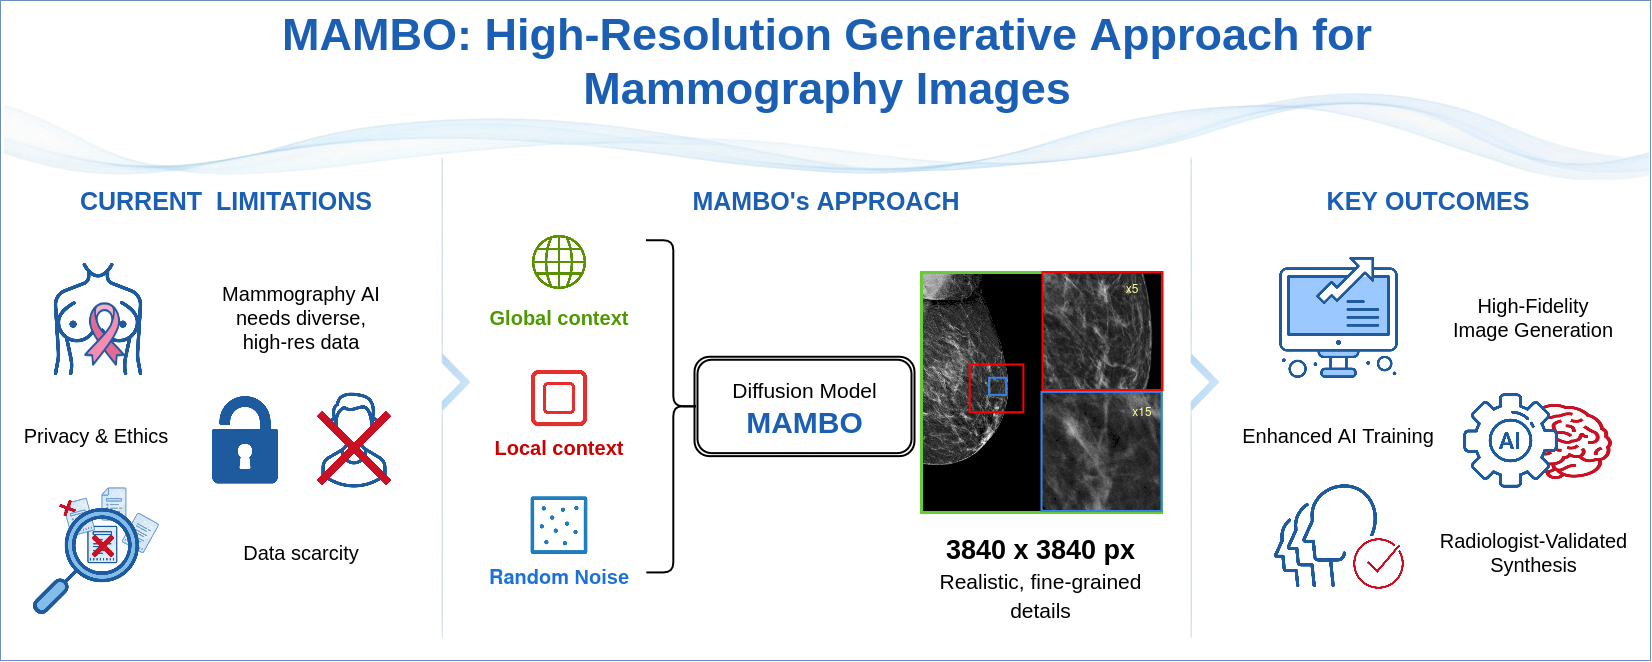 MAMBO: High-Resolution Generative Approach for
Mammography Images
CURRENT LIMITATIONS
Mammography AI
needs diverse,
high-res data
Privacy & Ethics
Data scarcity
MAMBO's APPROACH
Global context
Local context
Random Noise
Diffusion Model
MAMBO
x5
x15
3840 x 3840 px
Realistic, fine-grained
details
KEY OUTCOMES
High-Fidelity
Image Generation
Enhanced AI Training
AI
Radiologist-Validated
Synthesis